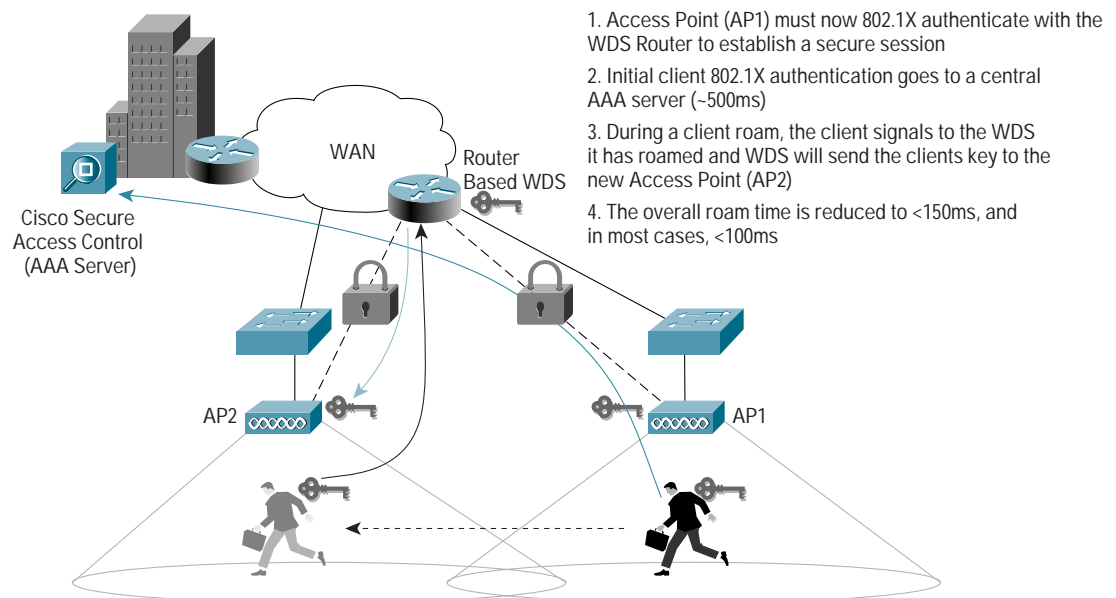 1. Access Point (AP1) must now 802.1X authenticate with the
WDS Router to establish a secure session
2. Initial client 802.1X authentication goes to a central
AAA server (~500ms)
3. During a client roam, the client signals to the WDS
it has roamed and WDS will send the clients key to the
new Access Point (AP2)
4. The overall roam time is reduced to <150ms, and
in most cases, <100ms
WAN
Router
Based WDS
Cisco Secure
Access Control
(AAA Server)
AP2
AP1